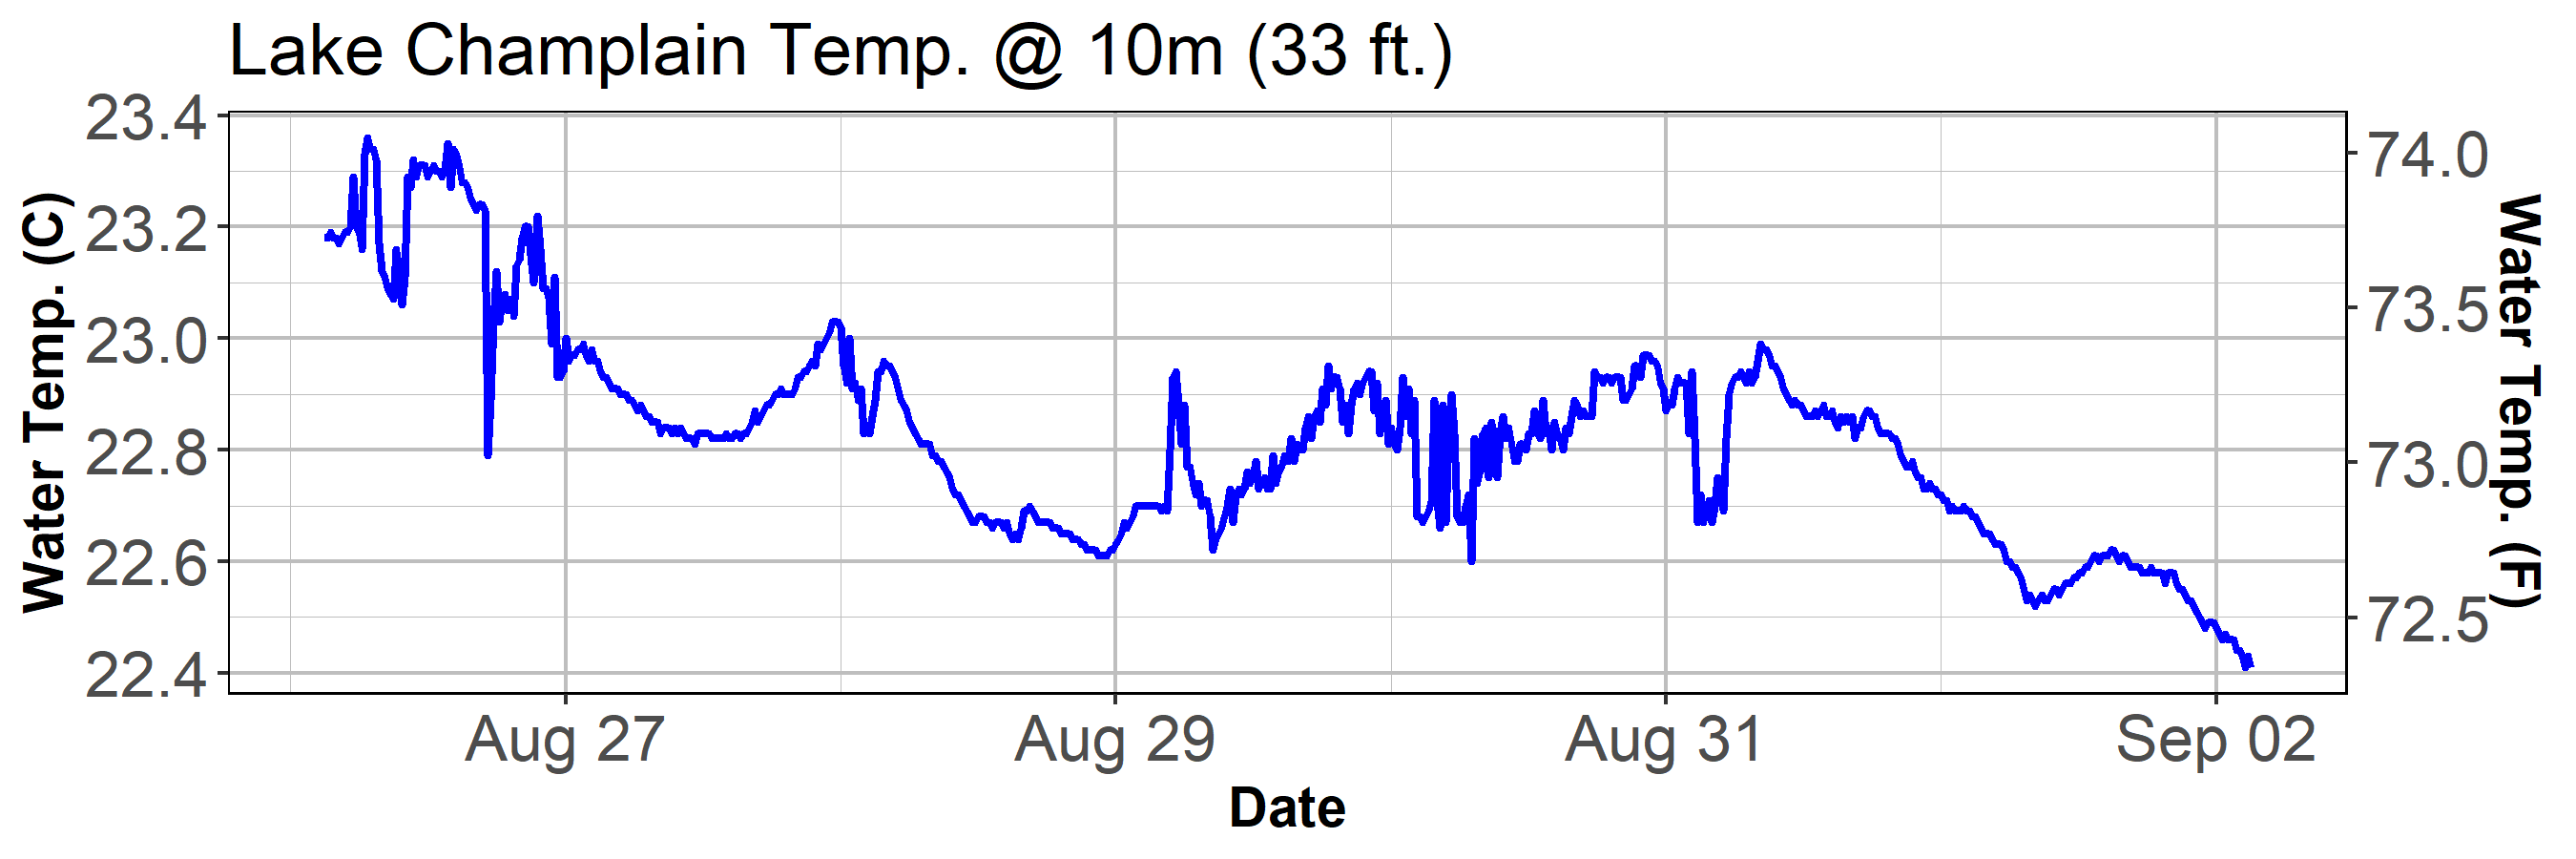 Lake Champlain Temp. @ 10m (33 ft.)
Water Temp. (C)
23.4
23.2
23.0
22.8
22.6
22.4
74.0
73.5
73.0
72.5
Water Temp. (F)
Aug 27
Aug 29
Aug 31
Sep 02
Date